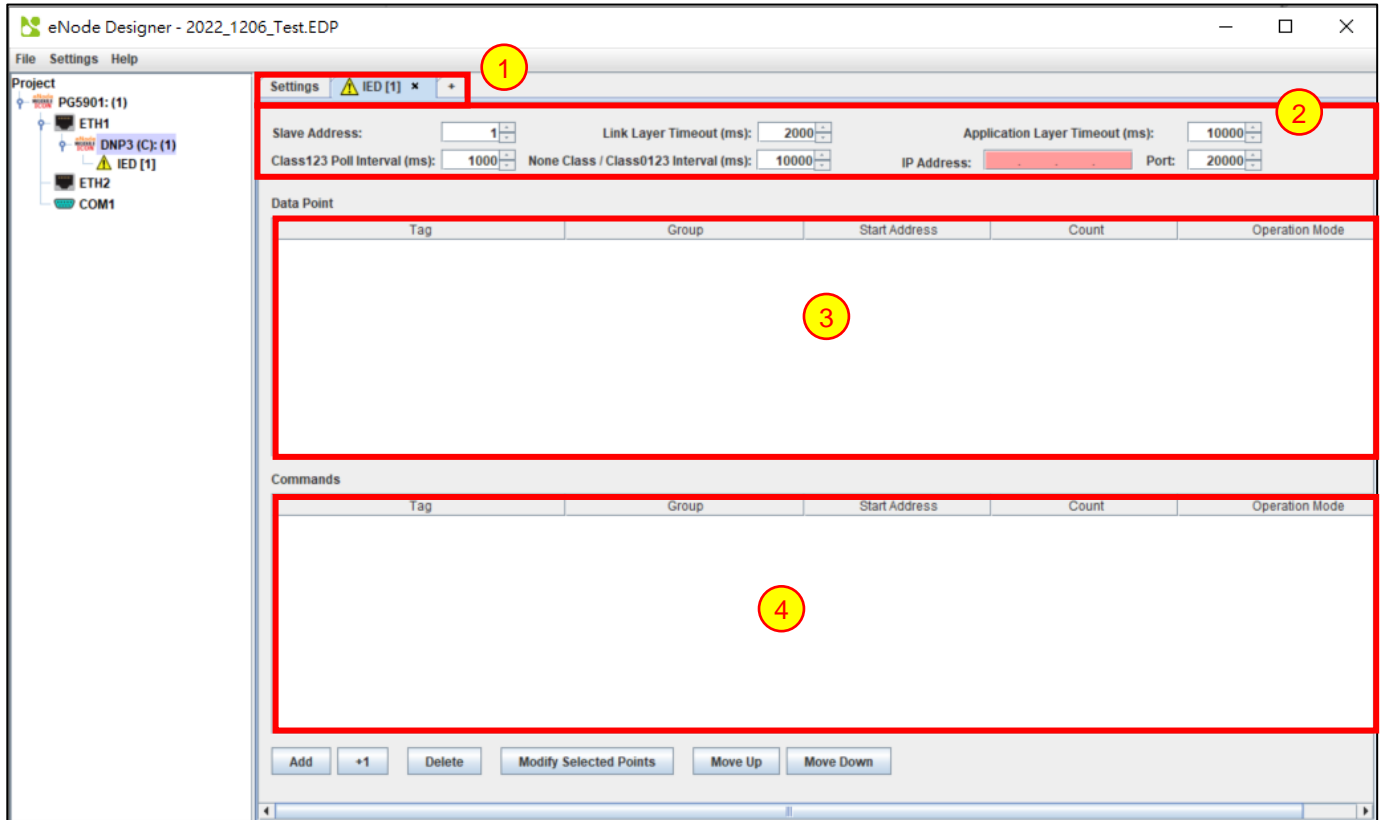 eNode Designer - 2022_1206_Test.EDP
File Settings Help
1
Project
Settings IED [1] × +
PG5901: (1)
ETH1
DNP3 (C): (1)
IED [1]
ETH2
COM1
2
Slave Address: 1 Link Layer Timeout (ms): 2000 Application Layer Timeout (ms): 10000
Class123 Poll Interval (ms): 1000 None Class / Class0123 Interval (ms): 10000 IP Address: . . . Port: 20000
Data Point
Tag Group Start Address Count Operation Mode
3
Commands
Tag Group Start Address Count Operation Mode
4
Add +1 Delete Modify Selected Points Move Up Move Down